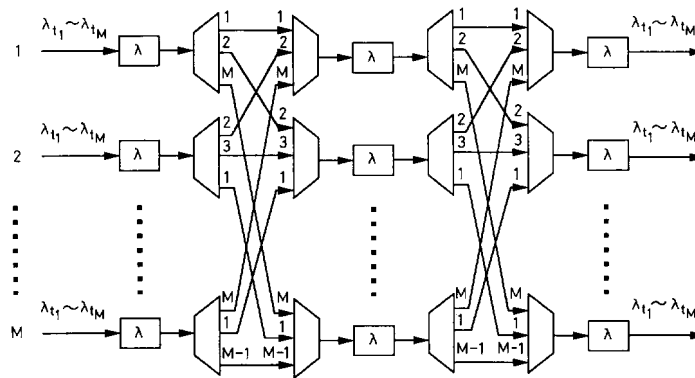 λt1~λtM 1 1 1 1 λt1~λtM
1 λ 2 2 λ 2 2 λ
M M M M
λt1~λtM 2 2 2 2 λt1~λtM
2 λ 3 3 λ 3 3 λ
1 1 1 1
λt1~λtM M M M M λt1~λtM
M λ 1 1 λ 1 1 λ
M-1 M-1 M-1 M-1